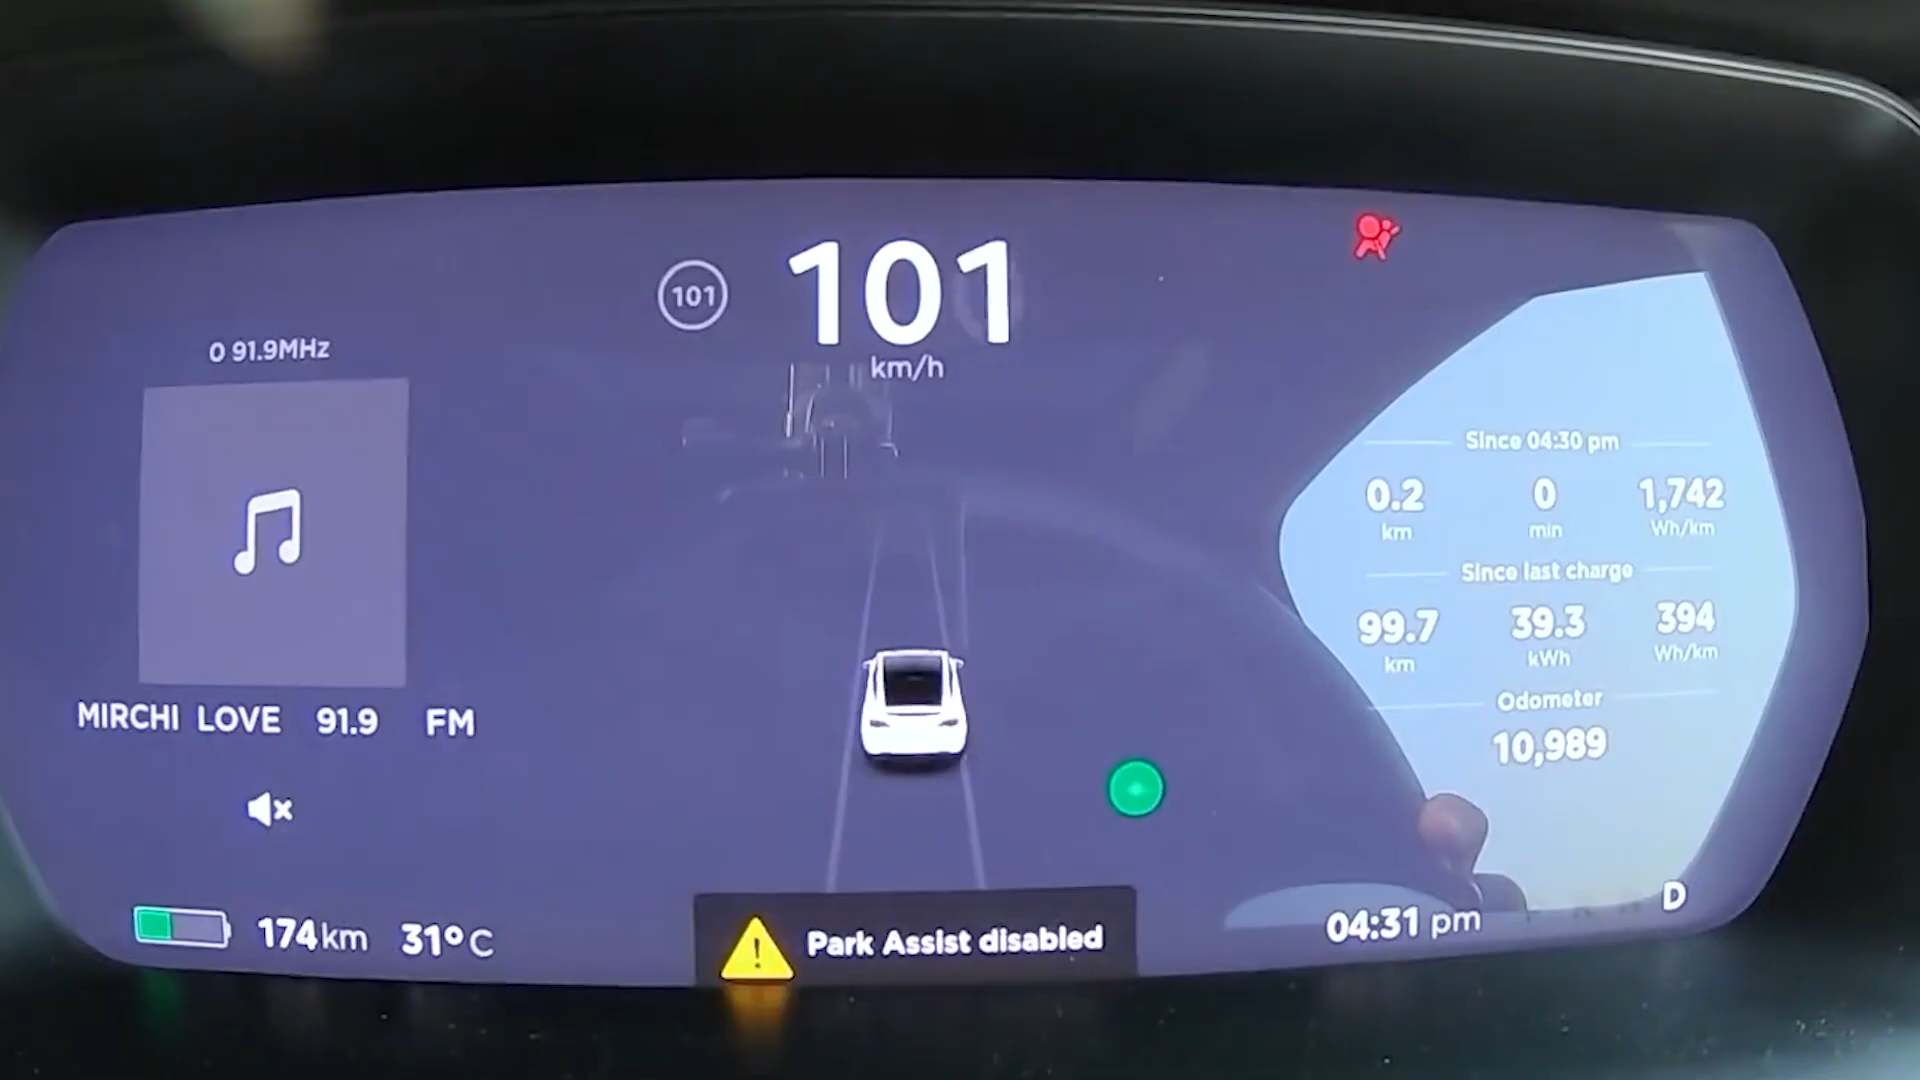 101
101
km/h
0 91.9MHz
MIRCHI LOVE 91.9 FM
174km 31°C
Park Assist disabled
Since 04:30 pm
0.2 0 1,742
km min Wh/km
Since last charge
99.7 39.3 394
km kWh Wh/km
Odometer
10,989
04:31 pm
D